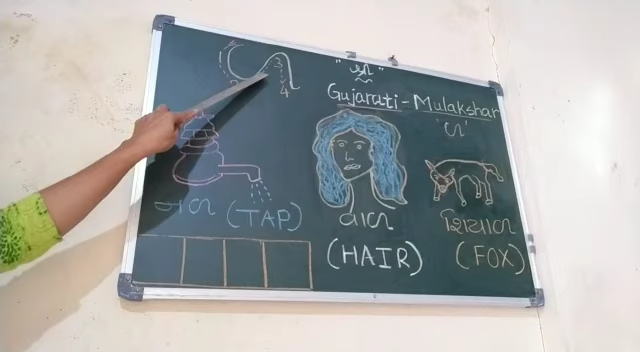 Gujarati - Mulakshar
'ળ'
નળ (TAP)
વાળ
(HAIR)
શિયાળ
(FOX)